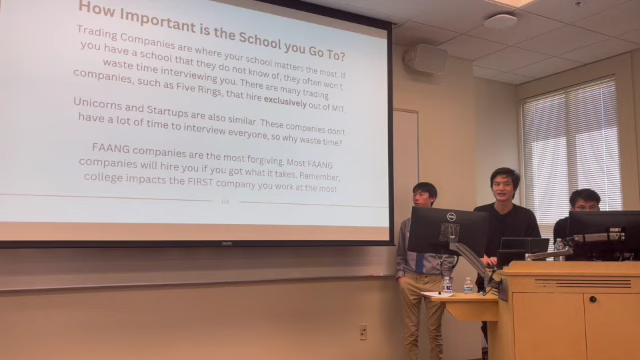 How Important is the School you Go To?
Trading Companies are where your school matters the most. If
you have a school that they do not know of, they often won't
waste time interviewing you. There are many trading
companies, such as Five Rings, that hire exclusively out of MIT.
Unicorns and Startups are also similar. These companies don't
have a lot of time to interview everyone, so why waste time?
FAANG companies are the most forgiving. Most FAANG
companies will hire you if you got what it takes. Remember,
college impacts the FIRST company you work at the most
DELL